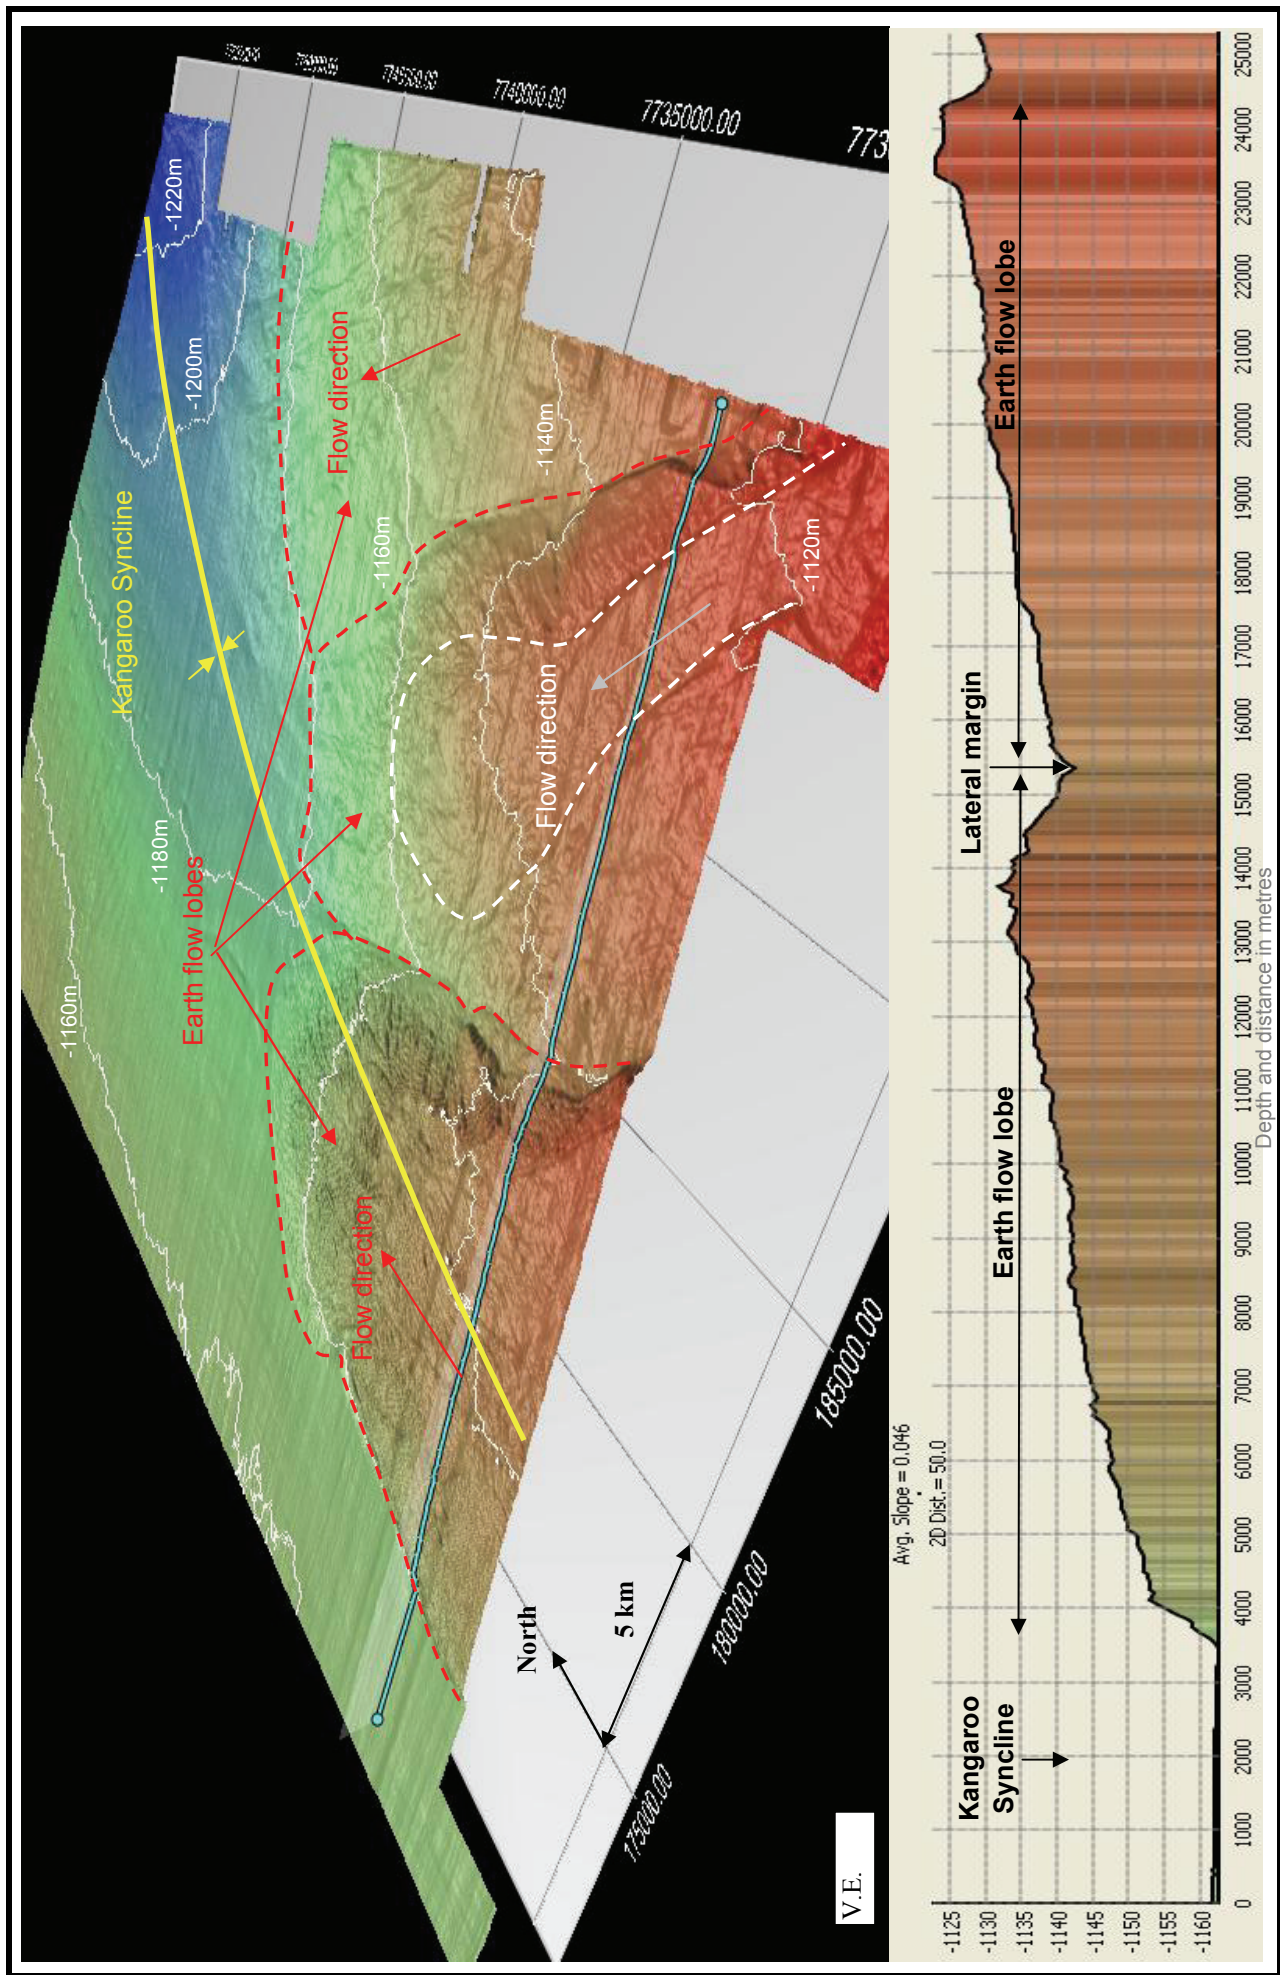 -1160m
-1180m
-1200m
-1220m
Kangaroo Syncline
Earth flow lobes
Flow direction
-1160m
Flow direction
-1140m
Flow direction
-1120m
7745000.00
7740000.00
7735000.00
773
North
5 km
175000.00
180000.00
185000.00
V.E.
Avg. Slope = 0.046
2D Dist.= 50.0
Kangaroo
Syncline
Earth flow lobe
Lateral margin
Earth flow lobe
-1125
-1130
-1135
-1140
-1145
-1150
-1155
-1160
0 1000 2000 3000 4000 5000 6000 7000 8000 9000 10000 11000 12000 13000 14000 15000 16000 17000 18000 19000 20000 21000 22000 23000 24000 25000
Depth and distance in metres